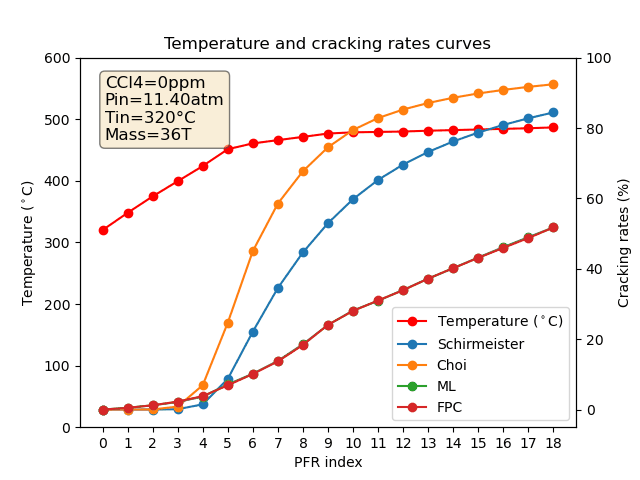 Temperature and cracking rates curves
CCl4=0ppm
Pin=11.40atm
Tin=320°C
Mass=36T
Temperature (°C)
600
500
400
300
200
100
0
Cracking rates (%)
100
80
60
40
20
0
Temperature (°C)
Schirmeister
Choi
ML
FPC
0 1 2 3 4 5 6 7 8 9 10 11 12 13 14 15 16 17 18
PFR index